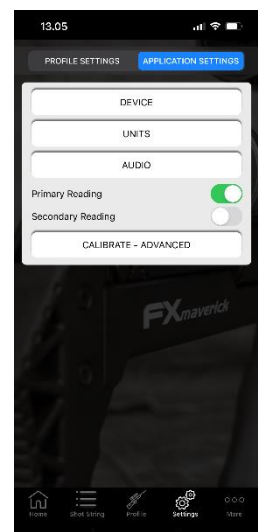 13.05
PROFILE SETTINGS APPLICATION SETTINGS
DEVICE
UNITS
AUDIO
Primary Reading
Secondary Reading
CALIBRATE - ADVANCED
FXmaverick
Home Shot String Profile Settings More